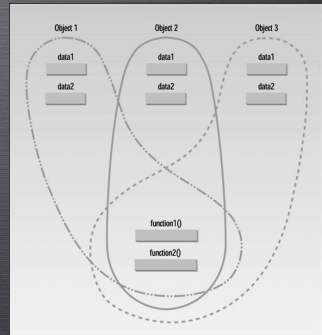 Object 1 Object 2 Object 3
data1 data1 data1
data2 data2 data2
function1()
function2()